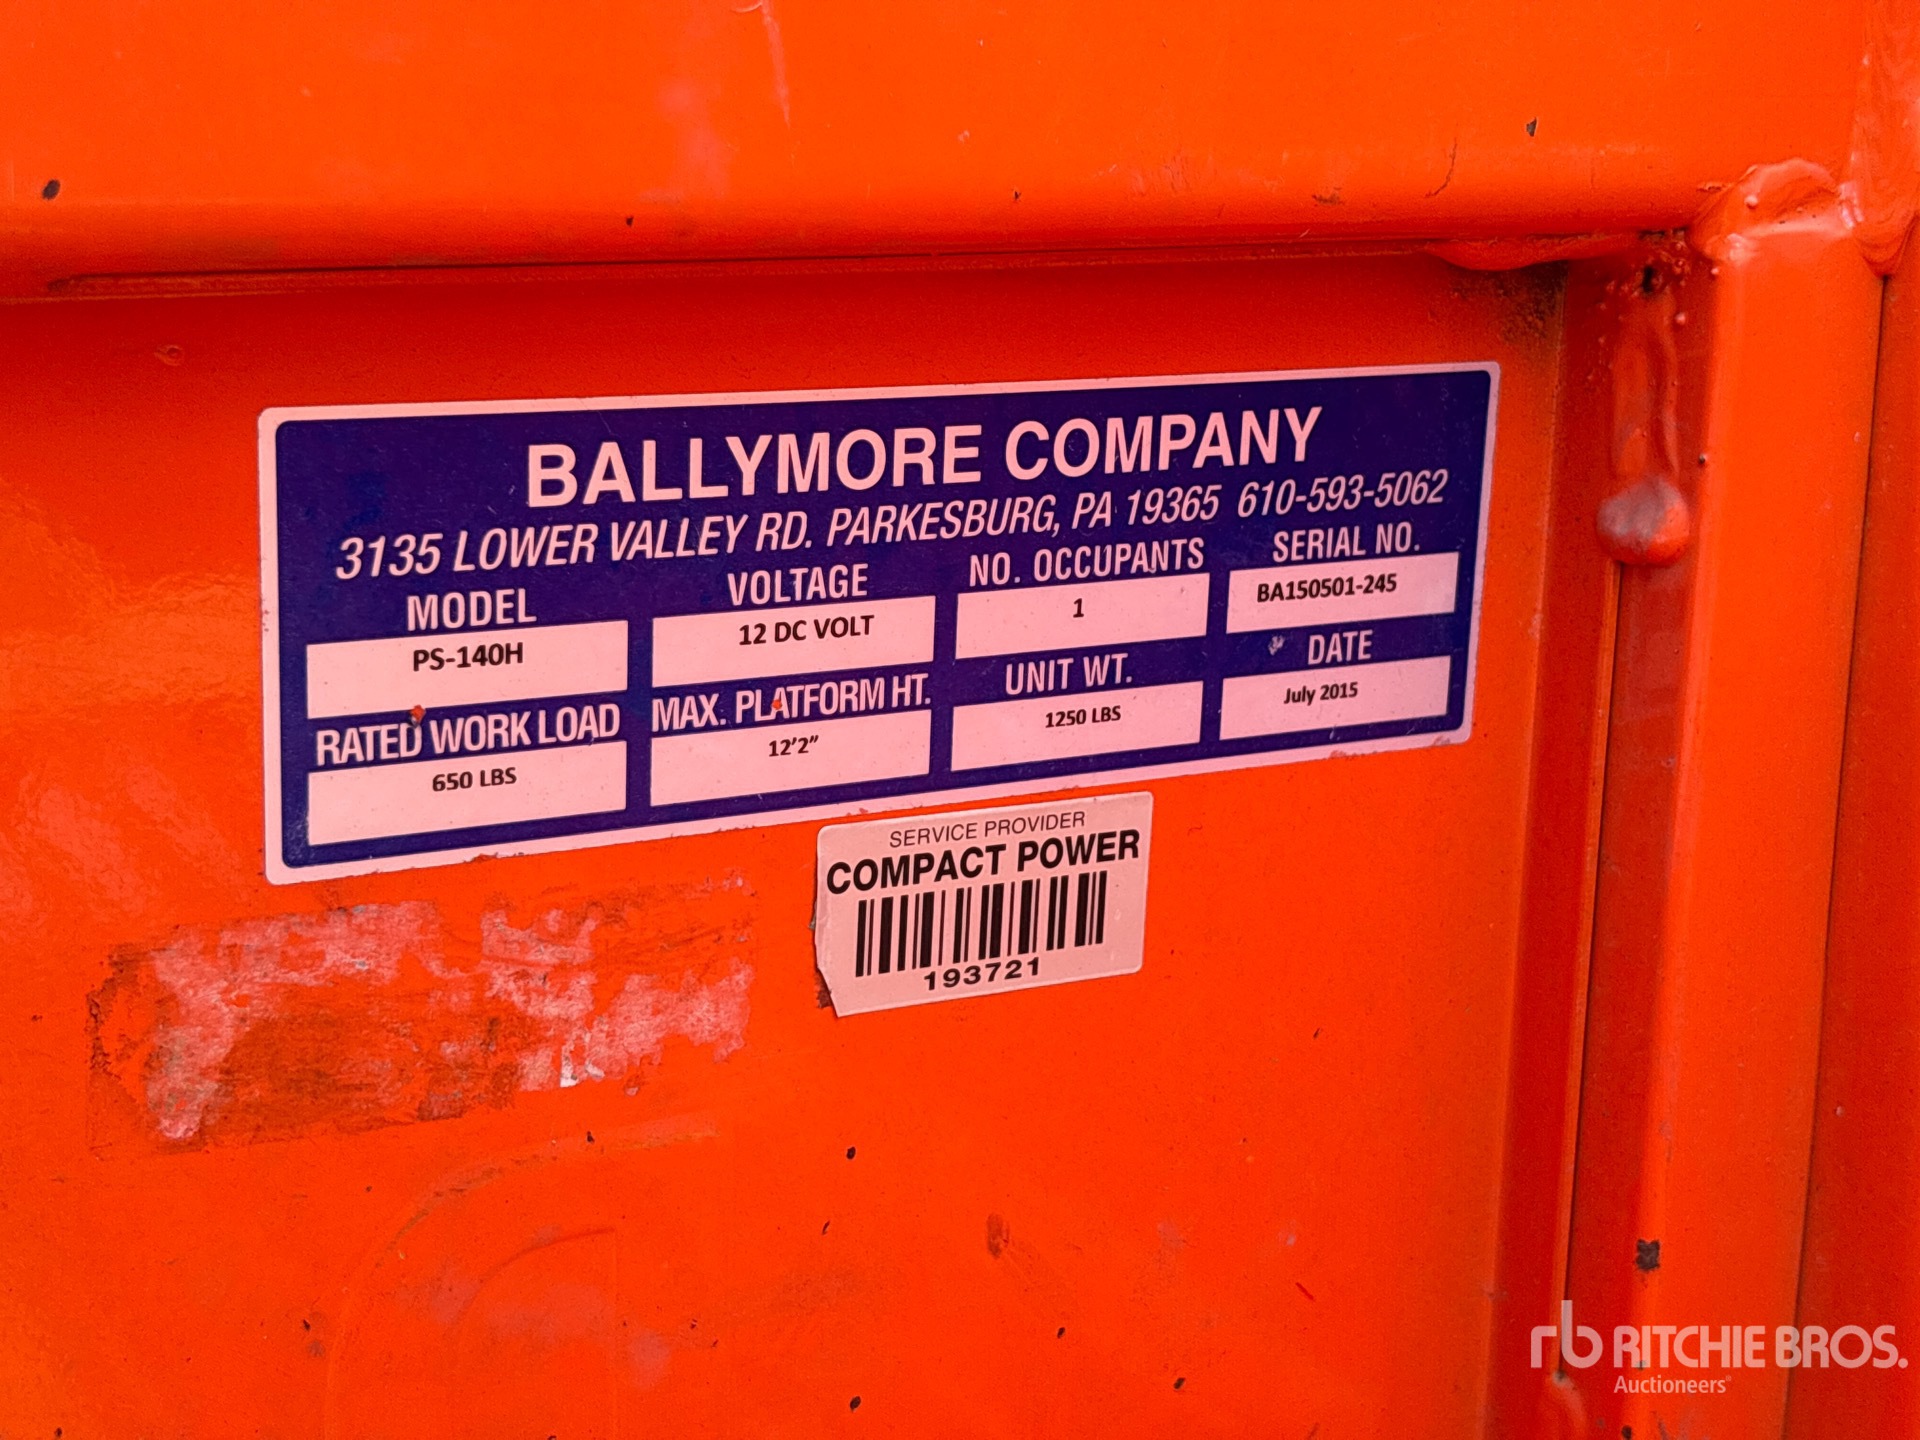 BALLYMORE COMPANY
3135 LOWER VALLEY RD. PARKESBURG, PA 19365 610-593-5062
MODEL VOLTAGE NO. OCCUPANTS SERIAL NO.
PS-140H 12 DC VOLT 1 BA150501-245
RATED WORK LOAD MAX. PLATFORM HT. UNIT WT. DATE
650 LBS 12'2" 1250 LBS July 2015
SERVICE PROVIDER
COMPACT POWER
193721
rb RITCHIE BROS.
Auctioneers®